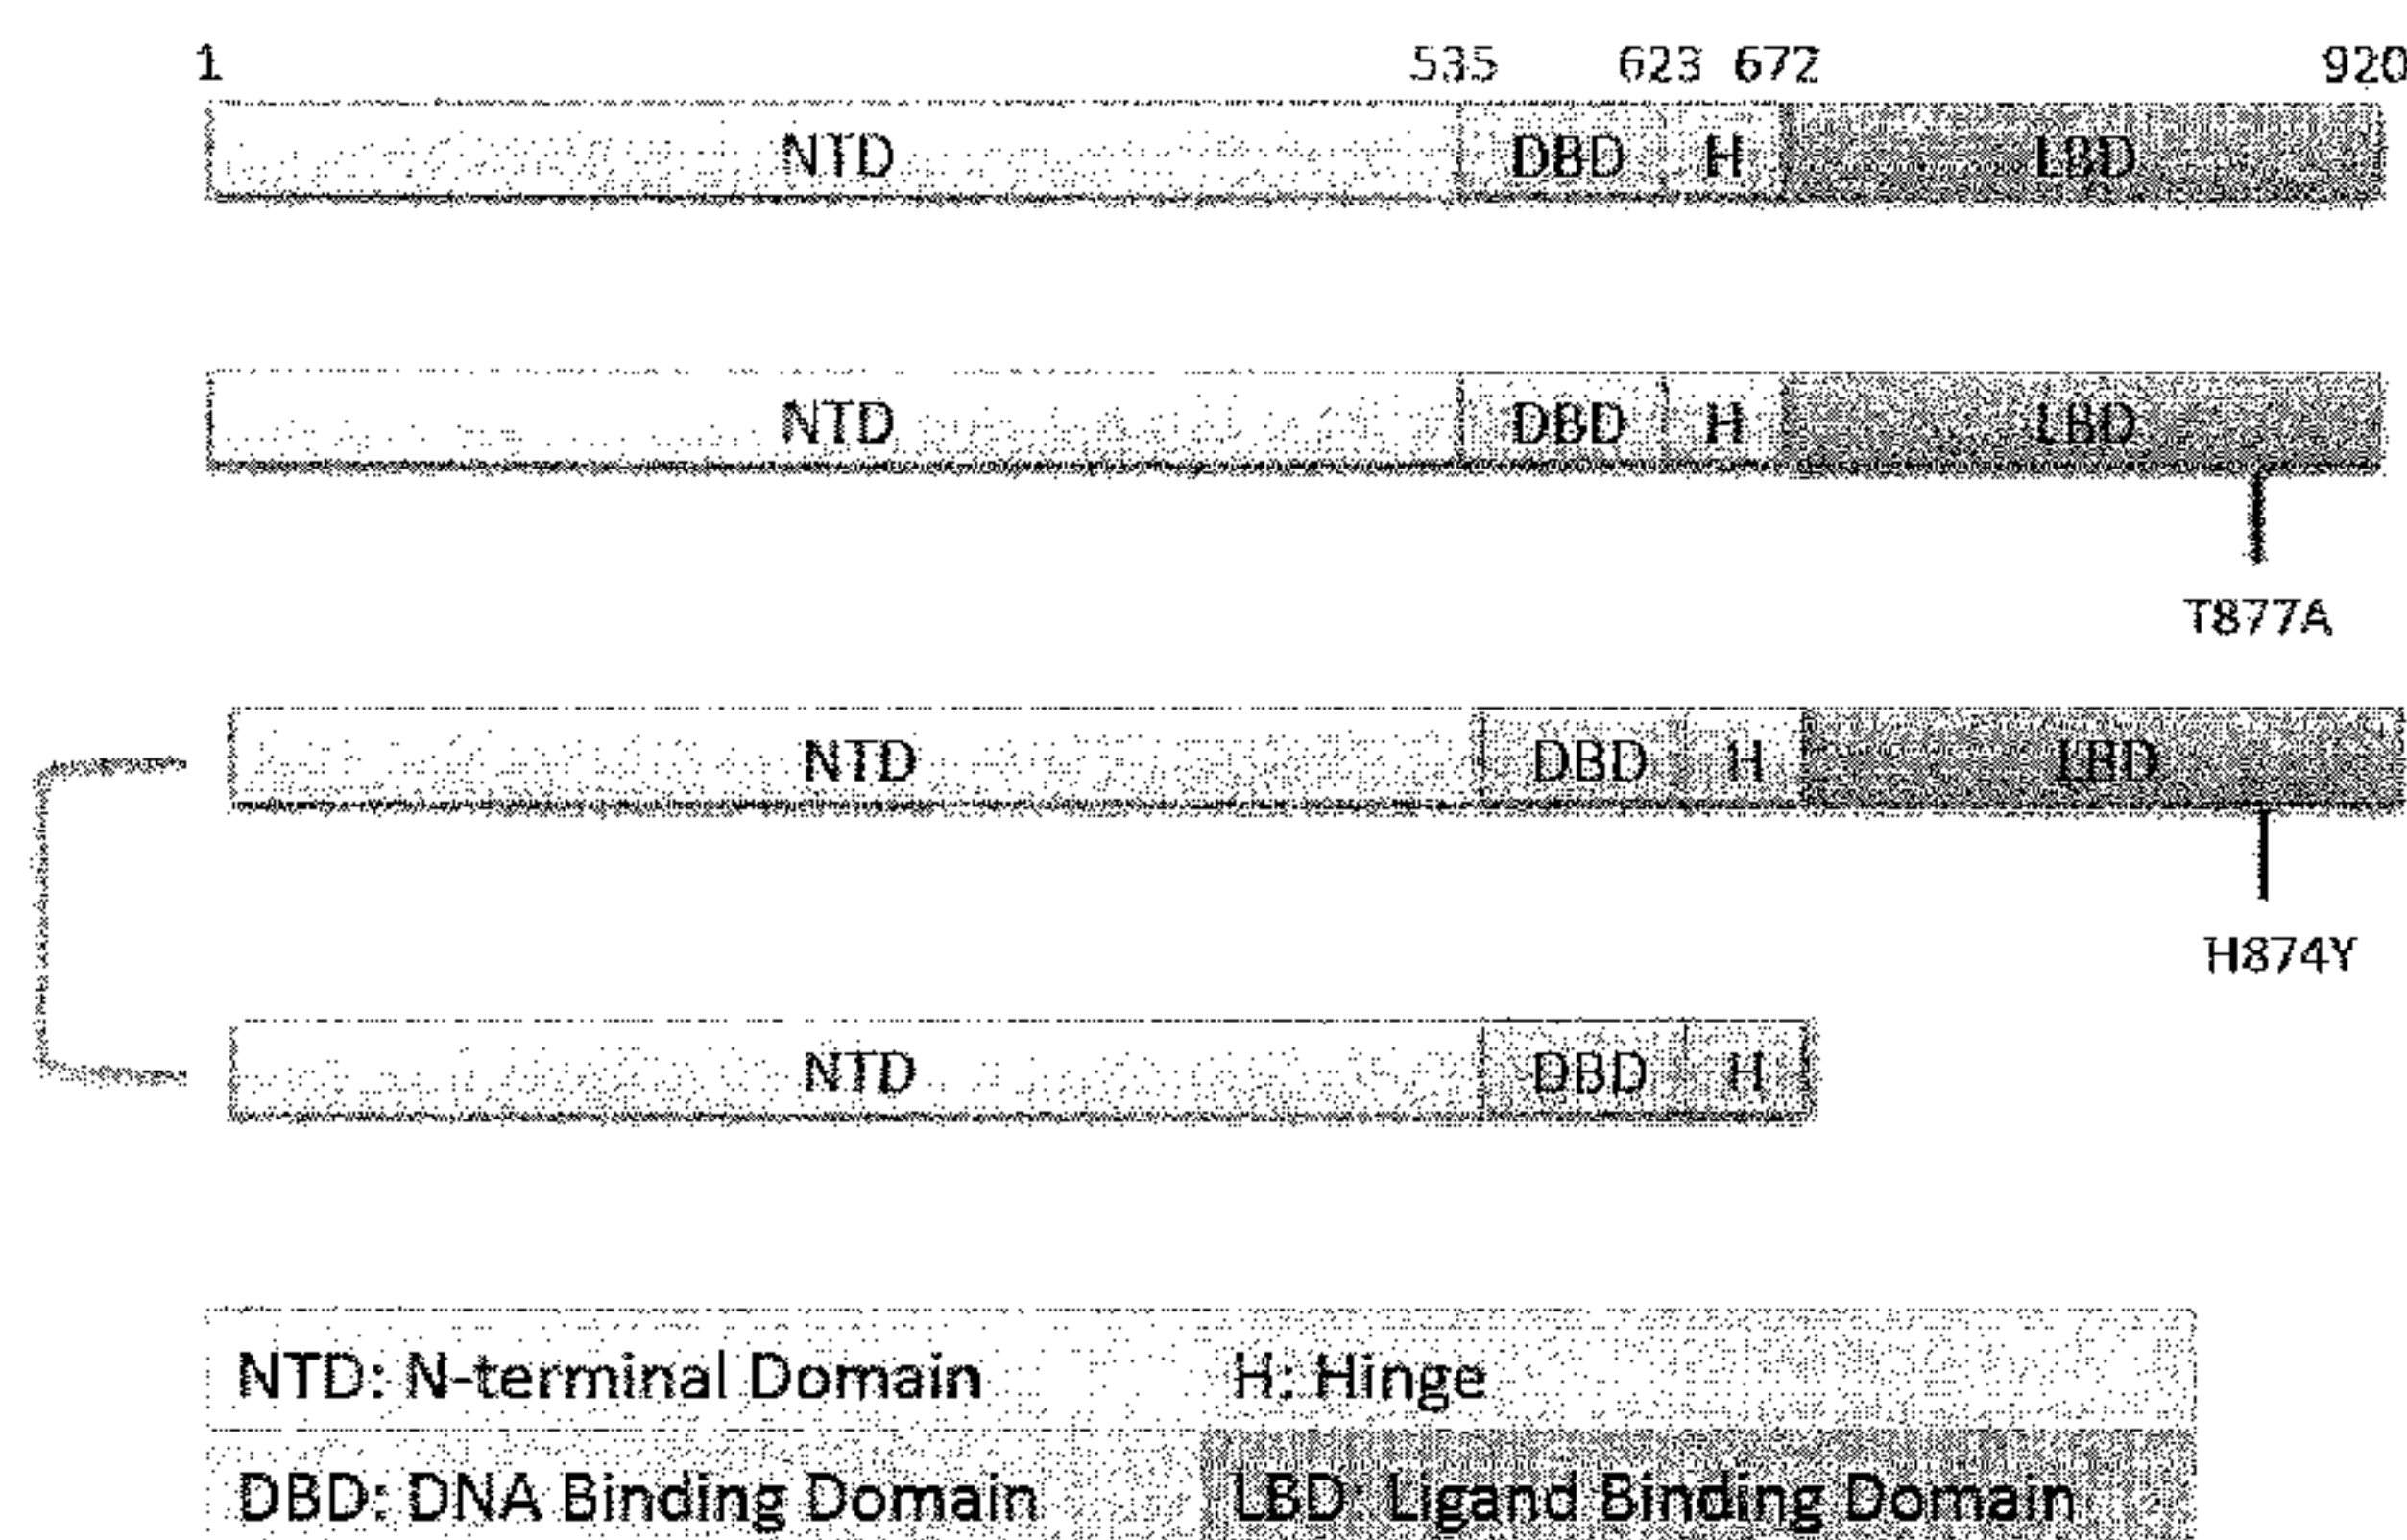 1 535 623 672 920
NTD DBD H LBD
NTD DBD H LBD
T877A
NTD DBD H LBD
H874Y
NTD DBD H
NTD: N-terminal Domain H: Hinge
DBD: DNA Binding Domain LBD: Ligand Binding Domain